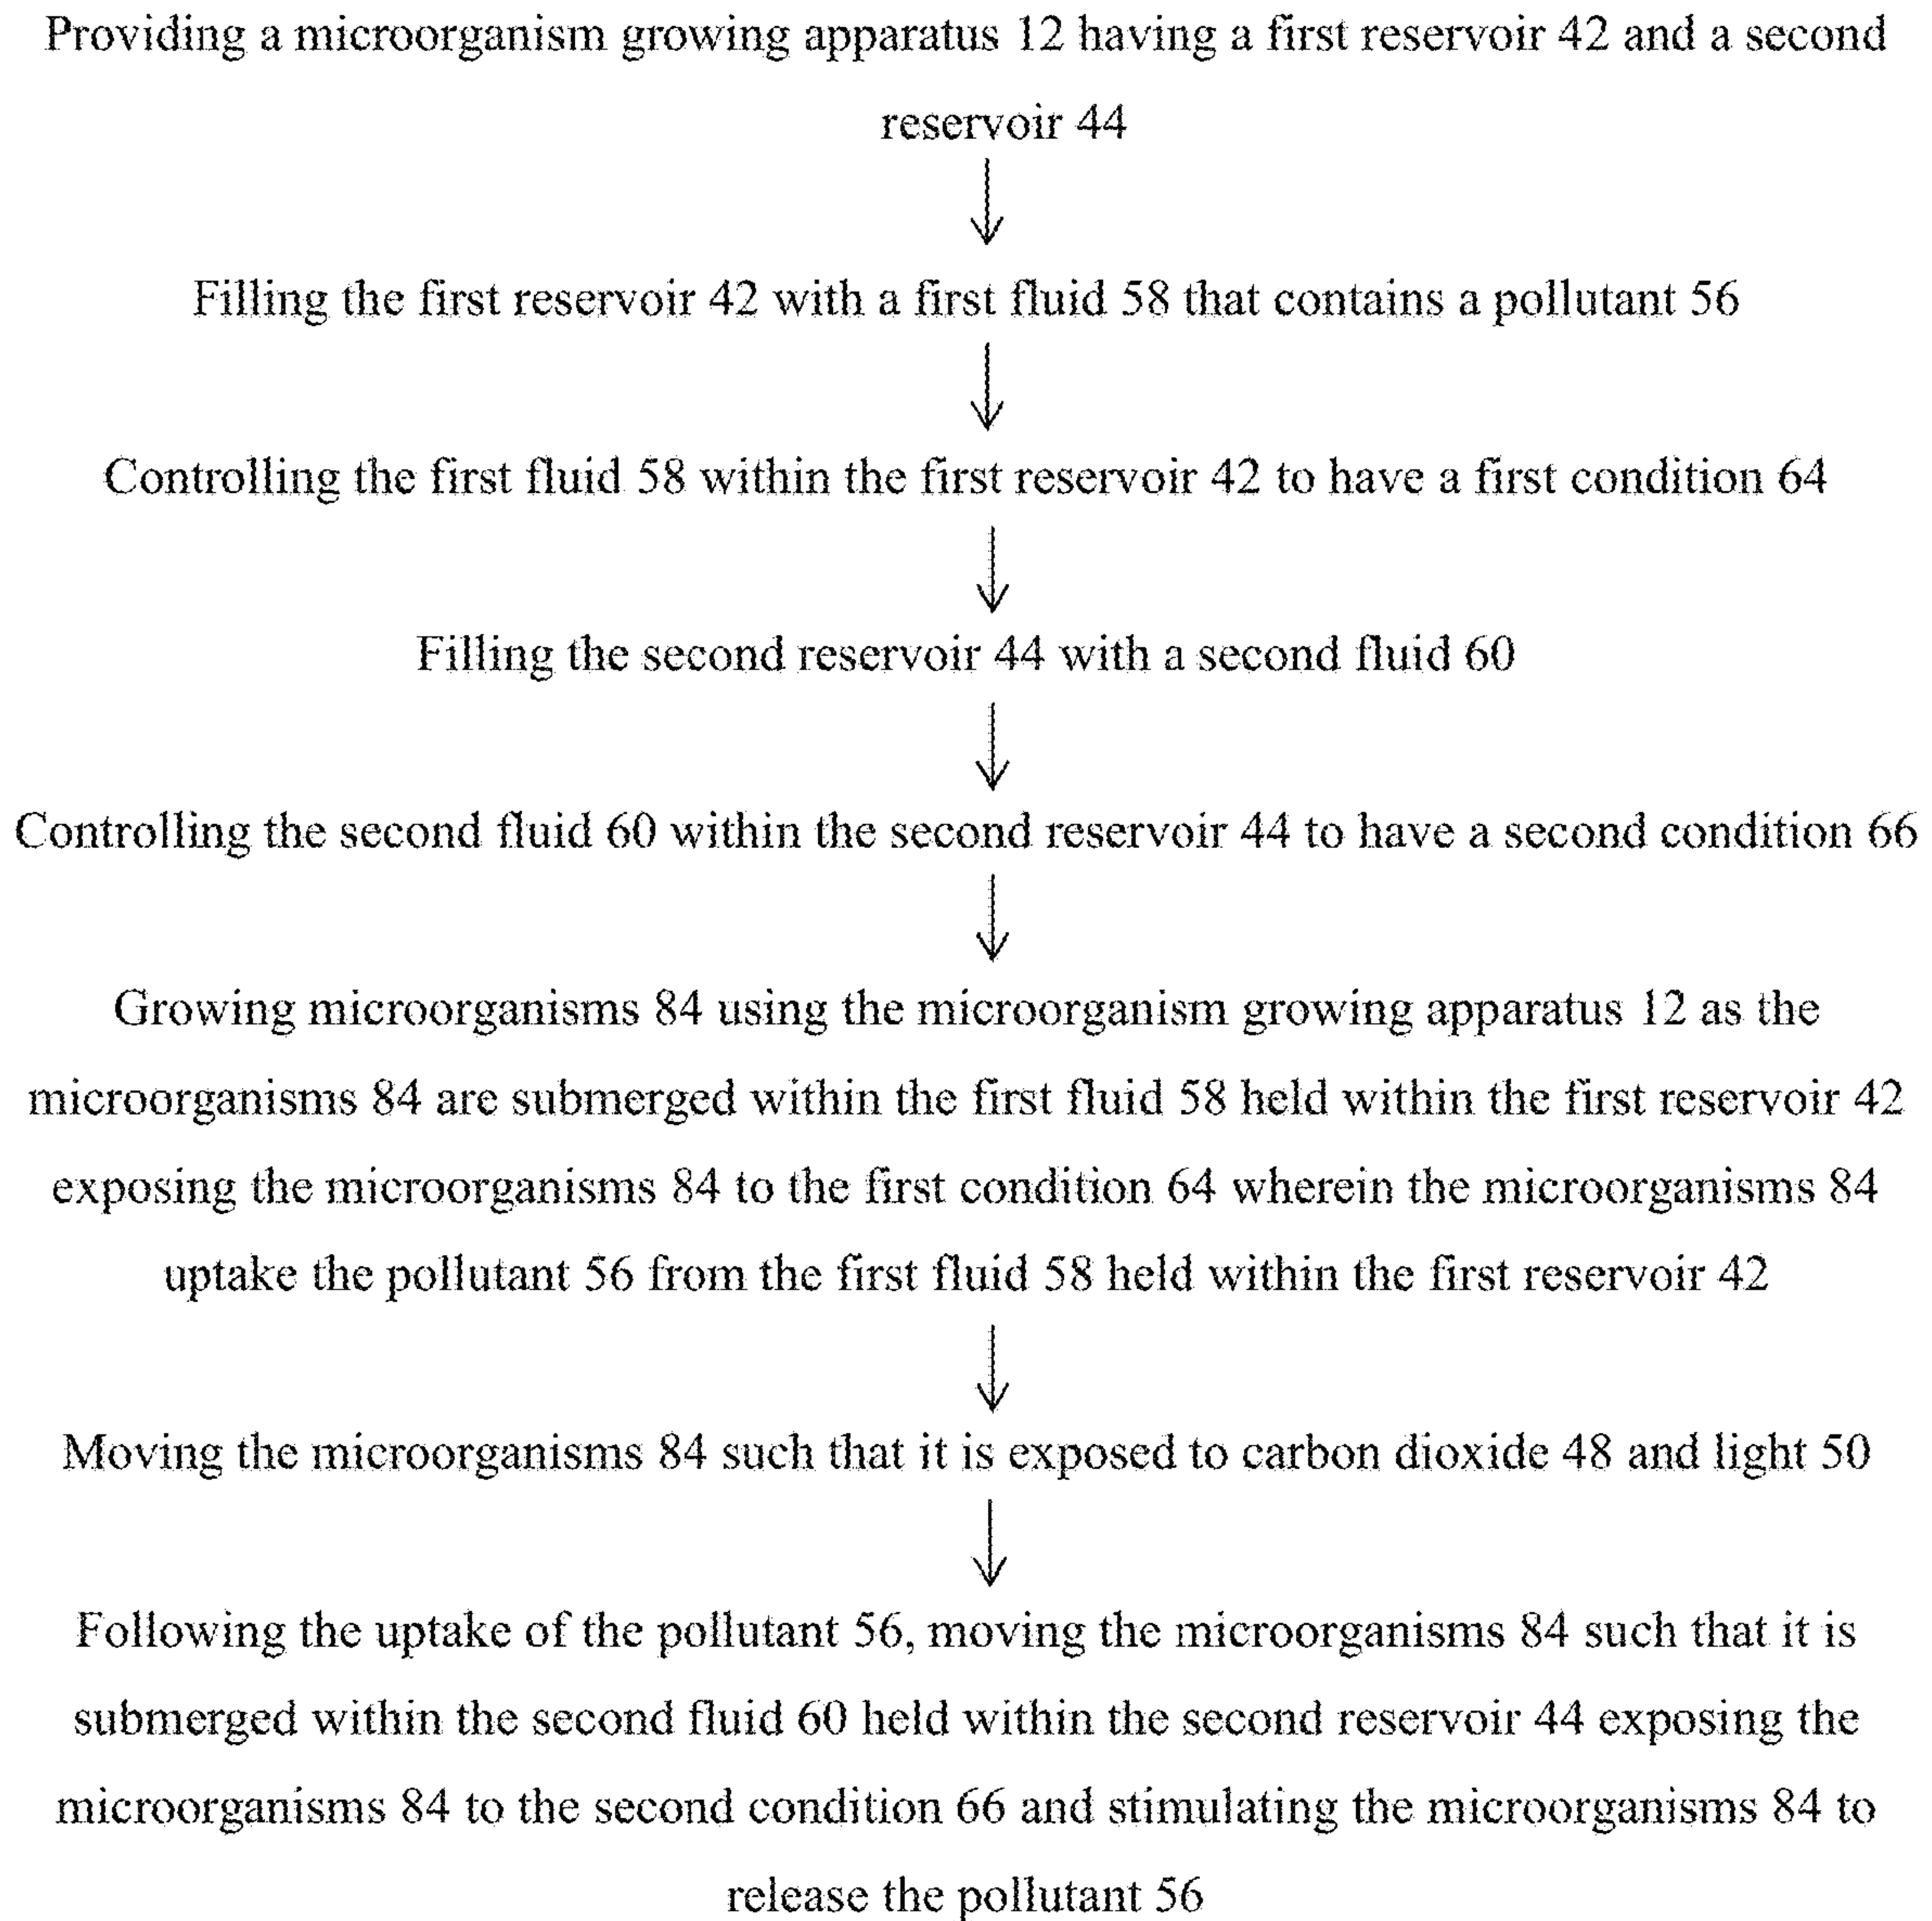 Providing a microorganism growing apparatus 12 having a first reservoir 42 and a second
reservoir 44
Filling the first reservoir 42 with a first fluid 58 that contains a pollutant 56
Controlling the first fluid 58 within the first reservoir 42 to have a first condition 64
Filling the second reservoir 44 with a second fluid 60
Controlling the second fluid 60 within the second reservoir 44 to have a second condition 66
Growing microorganisms 84 using the microorganism growing apparatus 12 as the
microorganisms 84 are submerged within the first fluid 58 held within the first reservoir 42
exposing the microorganisms 84 to the first condition 64 wherein the microorganisms 84
uptake the pollutant 56 from the first fluid 58 held within the first reservoir 42
Moving the microorganisms 84 such that it is exposed to carbon dioxide 48 and light 50
Following the uptake of the pollutant 56, moving the microorganisms 84 such that it is
submerged within the second fluid 60 held within the second reservoir 44 exposing the
microorganisms 84 to the second condition 66 and stimulating the microorganisms 84 to
release the pollutant 56